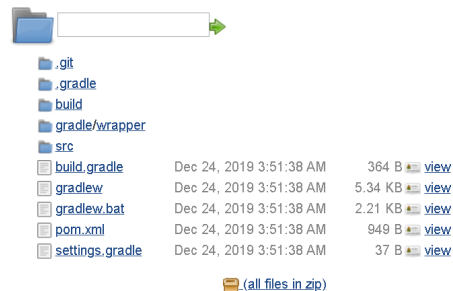 .git
.gradle
build
gradle/wrapper
src
build.gradle Dec 24, 2019 3:51:38 AM 364 B view
gradlew Dec 24, 2019 3:51:38 AM 5.34 KB view
gradlew.bat Dec 24, 2019 3:51:38 AM 2.21 KB view
pom.xml Dec 24, 2019 3:51:38 AM 949 B view
settings.gradle Dec 24, 2019 3:51:38 AM 37 B view
(all files in zip)